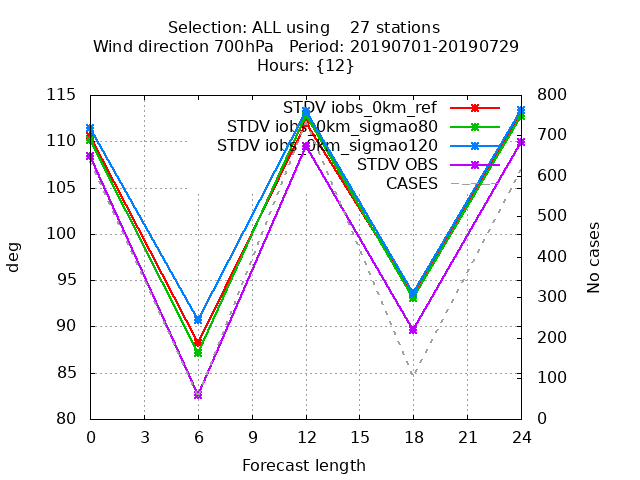 Selection: ALL using    27 stations
Wind direction 700hPa   Period: 20190701-20190729
Hours: {12}
STDV iobs_0km_ref
STDV iobs_0km_sigmao80
STDV iobs_0km_sigmao120
STDV OBS
CASES
115
110
105
100
95
90
85
80
deg
800
700
600
500
400
300
200
100
0
No cases
0 3 6 9 12 15 18 21 24
Forecast length